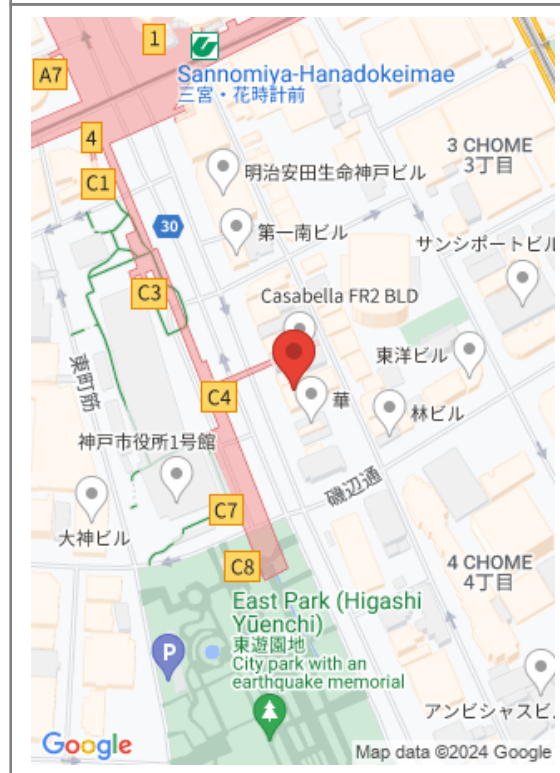 1
A7
Sannomiya-Hanadokeimae
三宮・花時計前
4
3 CHOME
3丁目
C1
明治安田生命神戸ビル
30
第一南ビル
サンシポートビル
C3
Casabella FR2 BLD
東町筋
東洋ビル
C4
華
林ビル
神戸市役所1号館
磯辺通
C7
大神ビル
C8
4 CHOME
4丁目
East Park (Higashi
Yūenchi)
東遊園地
City park with an
earthquake memorial
P
アンビシャスビ
Google
Map data ©2024 Google